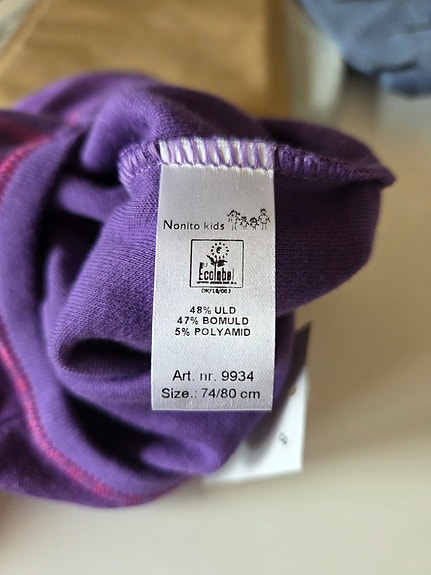 Nonito kids
Ecolabel
48% ULD
47% BOMULD
5% POLYAMID
Art. nr. 9934
Size.: 74/80 cm